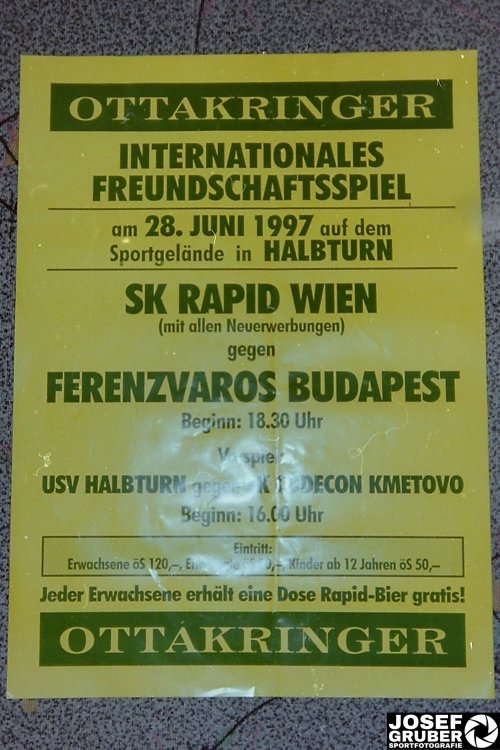 OTTAKRINGER
INTERNATIONALES
FREUNDSCHAFTSSPIEL
am 28. JUNI 1997 auf dem
Sportgelände in HALBTURN
SK RAPID WIEN
(mit allen Neuerwerbungen)
gegen
FERENZVAROS BUDAPEST
Beginn: 18.30 Uhr
Vorspiel:
USV HALBTURN gegen KMETOVO
Beginn: 16.00 Uhr
Eintritt:
Erwachsene öS 120,–, Kinder ab 12 Jahren öS 50,–
Jeder Erwachsene erhält eine Dose Rapid-Bier gratis!
OTTAKRINGER
JOSEF
GRUBER
SPORTFOTOGRAFIE